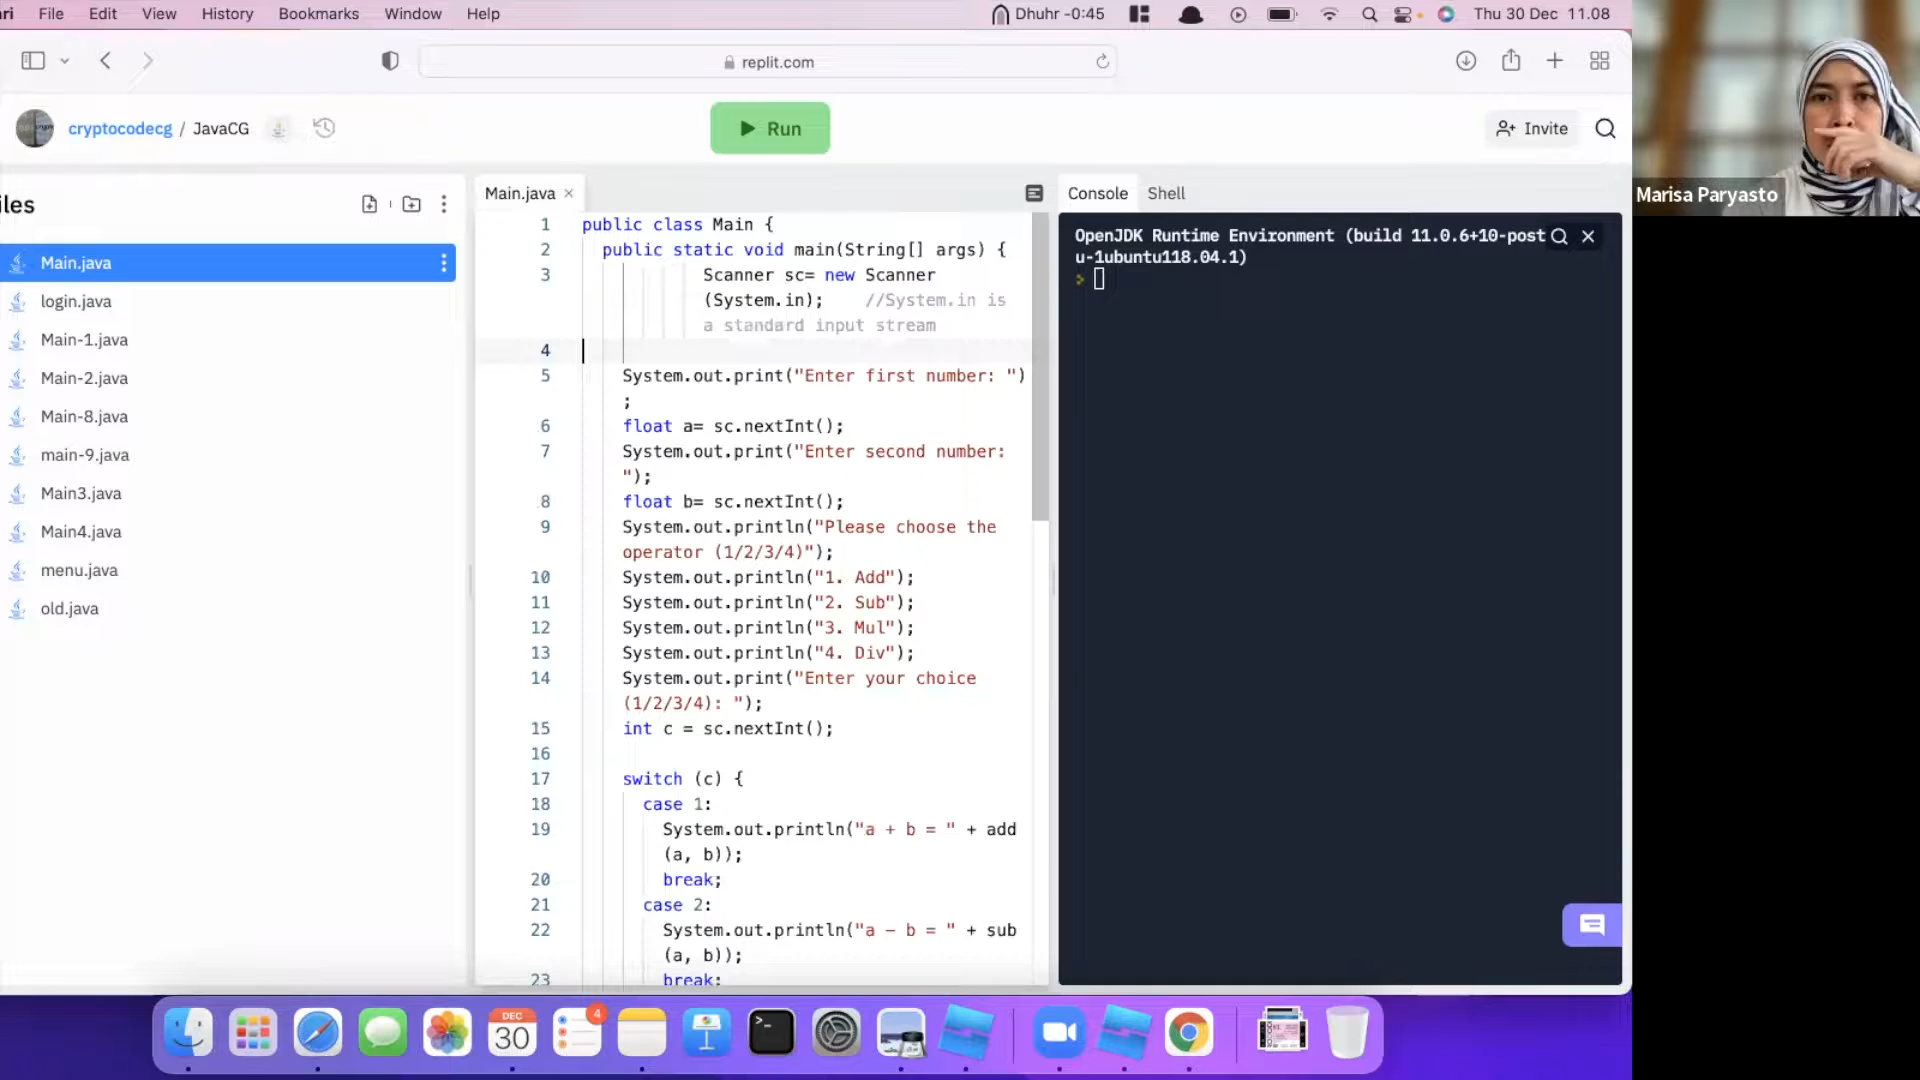 ri File Edit View History Bookmarks Window Help Dhuhr -0:45 Thu 30 Dec 11.08
replit.com
cryptocodecg / JavaCG Run Invite
iles
Main.java
login.java
Main-1.java
Main-2.java
Main-8.java
main-9.java
Main3.java
Main4.java
menu.java
old.java
Main.java ×
1 public class Main {
2 public static void main(String[] args) {
3 Scanner sc= new Scanner
(System.in); //System.in is
a standard input stream
4
5 System.out.print("Enter first number: ")
;
6 float a= sc.nextInt();
7 System.out.print("Enter second number:
");
8 float b= sc.nextInt();
9 System.out.println("Please choose the
operator (1/2/3/4)");
10 System.out.println("1. Add");
11 System.out.println("2. Sub");
12 System.out.println("3. Mul");
13 System.out.println("4. Div");
14 System.out.print("Enter your choice
(1/2/3/4): ");
15 int c = sc.nextInt();
16
17 switch (c) {
18 case 1:
19 System.out.println("a + b = " + add
(a, b));
20 break;
21 case 2:
22 System.out.println("a - b = " + sub
(a, b));
23 break;
Console Shell
OpenJDK Runtime Environment (build 11.0.6+10-post
u-1ubuntu118.04.1)
>
Marisa Paryasto
DEC
30
4